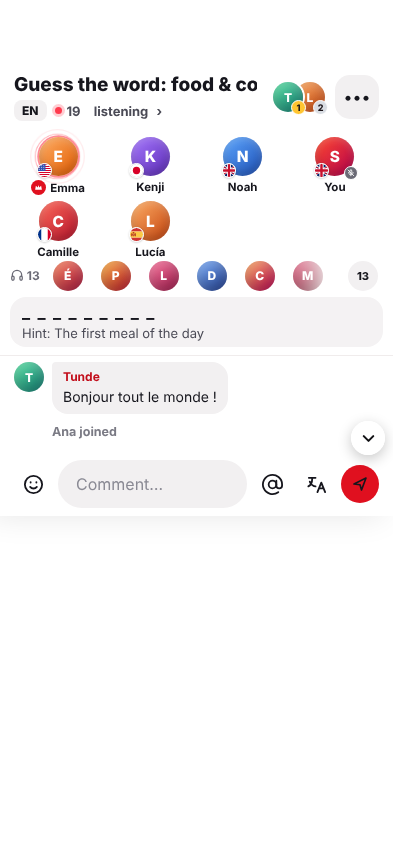 Guess the word: food & co
T
L
1
2
EN
19
listening
E
K
N
S
Emma
Kenji
Noah
You
C
L
Camille
Lucía
13
É
P
L
D
C
M
13
_ _ _ _ _ _ _ _ _
Hint: The first meal of the day
T
Tunde
Bonjour tout le monde !
Ana joined
Comment...